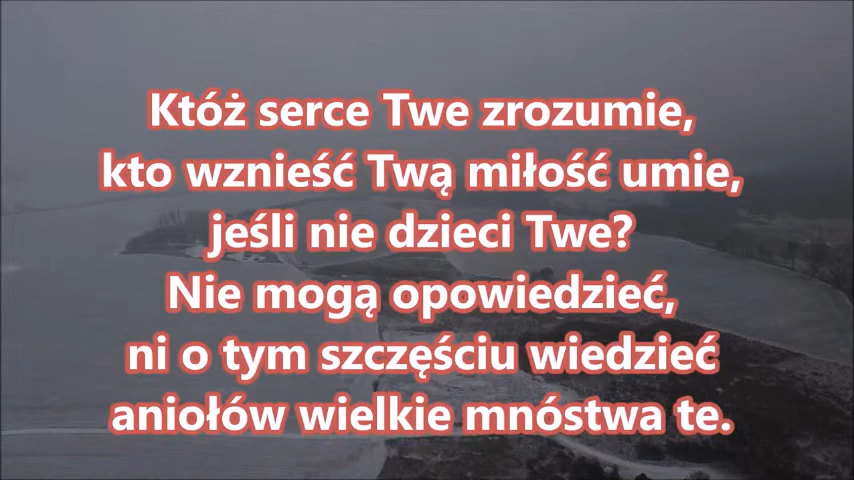 Któż serce Twe zrozumie,
kto wznieść Twą miłość umie,
jeśli nie dzieci Twe?
Nie mogą opowiedzieć,
ni o tym szczęściu wiedzieć
aniołów wielkie mnóstwa te.